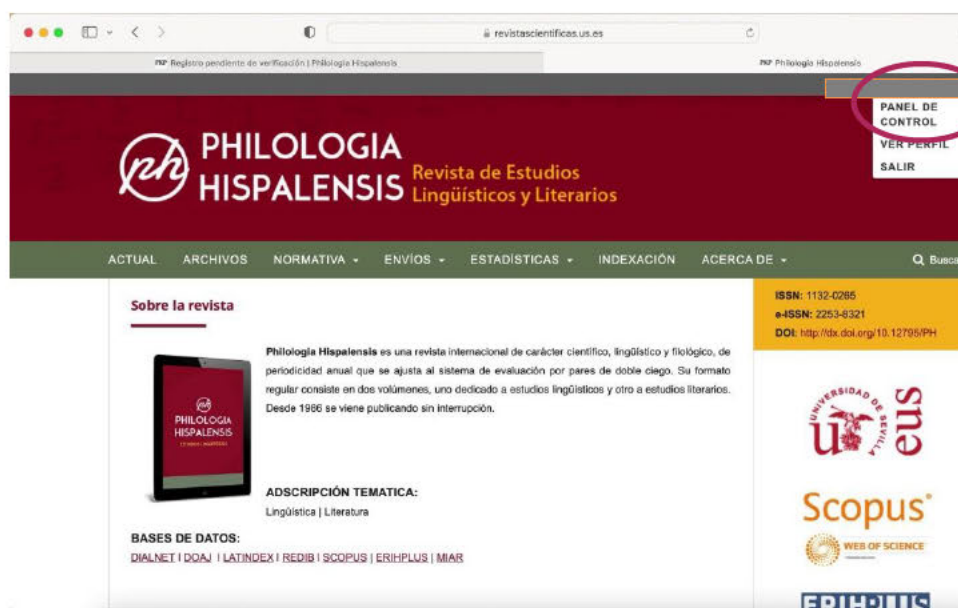 revistascientificas.us.es
PKP Registro pendiente de verificación | Philologia Hispalensis
PKP Philologia Hispalensis
PANEL DE
CONTROL
VER PERFIL
SALIR
ph
PHILOLOGIA
HISPALENSIS
Revista de Estudios
Lingüísticos y Literarios
ACTUAL ARCHIVOS NORMATIVA ENVÍOS ESTADÍSTICAS INDEXACIÓN ACERCA DE Busca
Sobre la revista
Philologia Hispalensis es una revista internacional de carácter científico, lingüístico y filológico, de
periodicidad anual que se ajusta al sistema de evaluación por pares de doble ciego. Su formato
regular consiste en dos volúmenes, uno dedicado a estudios lingüísticos y otro a estudios literarios.
Desde 1986 se viene publicando sin interrupción.
ph
PHILOLOGIA
HISPALENSIS
ADSCRIPCIÓN TEMATICA:
Lingüística | Literatura
BASES DE DATOS:
DIALNET I DOAJ I LATINDEX I REDIB I SCOPUS | ERIHPLUS | MIAR
ISSN: 1132-0265
e-ISSN: 2253-8321
DOI: http://dx.doi.org/10.12795/PH
UNIVERSIDAD DE SEVILLA
eus
Scopus
WEB OF SCIENCE
ERIHPLUS